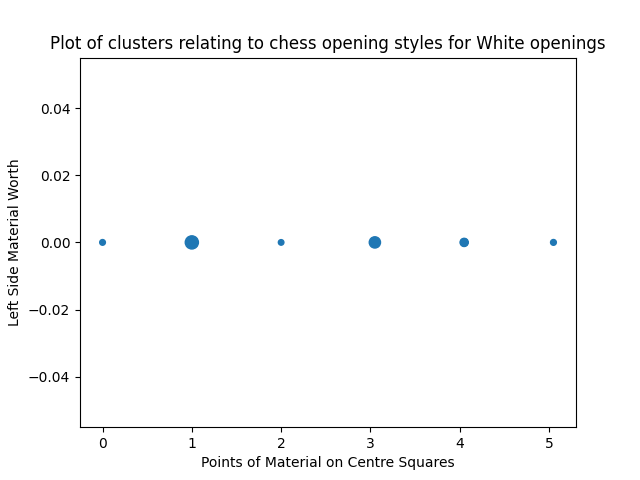 Plot of clusters relating to chess opening styles for White openings
0.04
0.02
0.00
−0.02
−0.04
Left Side Material Worth
0 1 2 3 4 5
Points of Material on Centre Squares